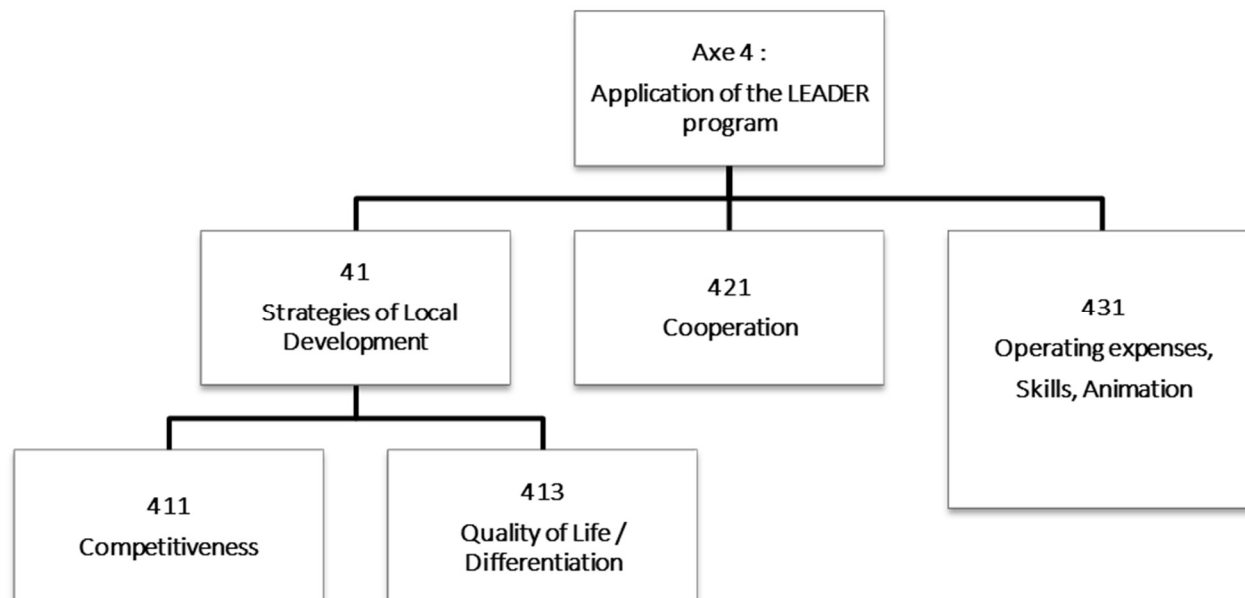 Axe 4 :
Application of the LEADER
program
41
Strategies of Local
Development
421
Cooperation
431
Operating expenses,
Skills, Animation
411
Competitiveness
413
Quality of Life /
Differentiation